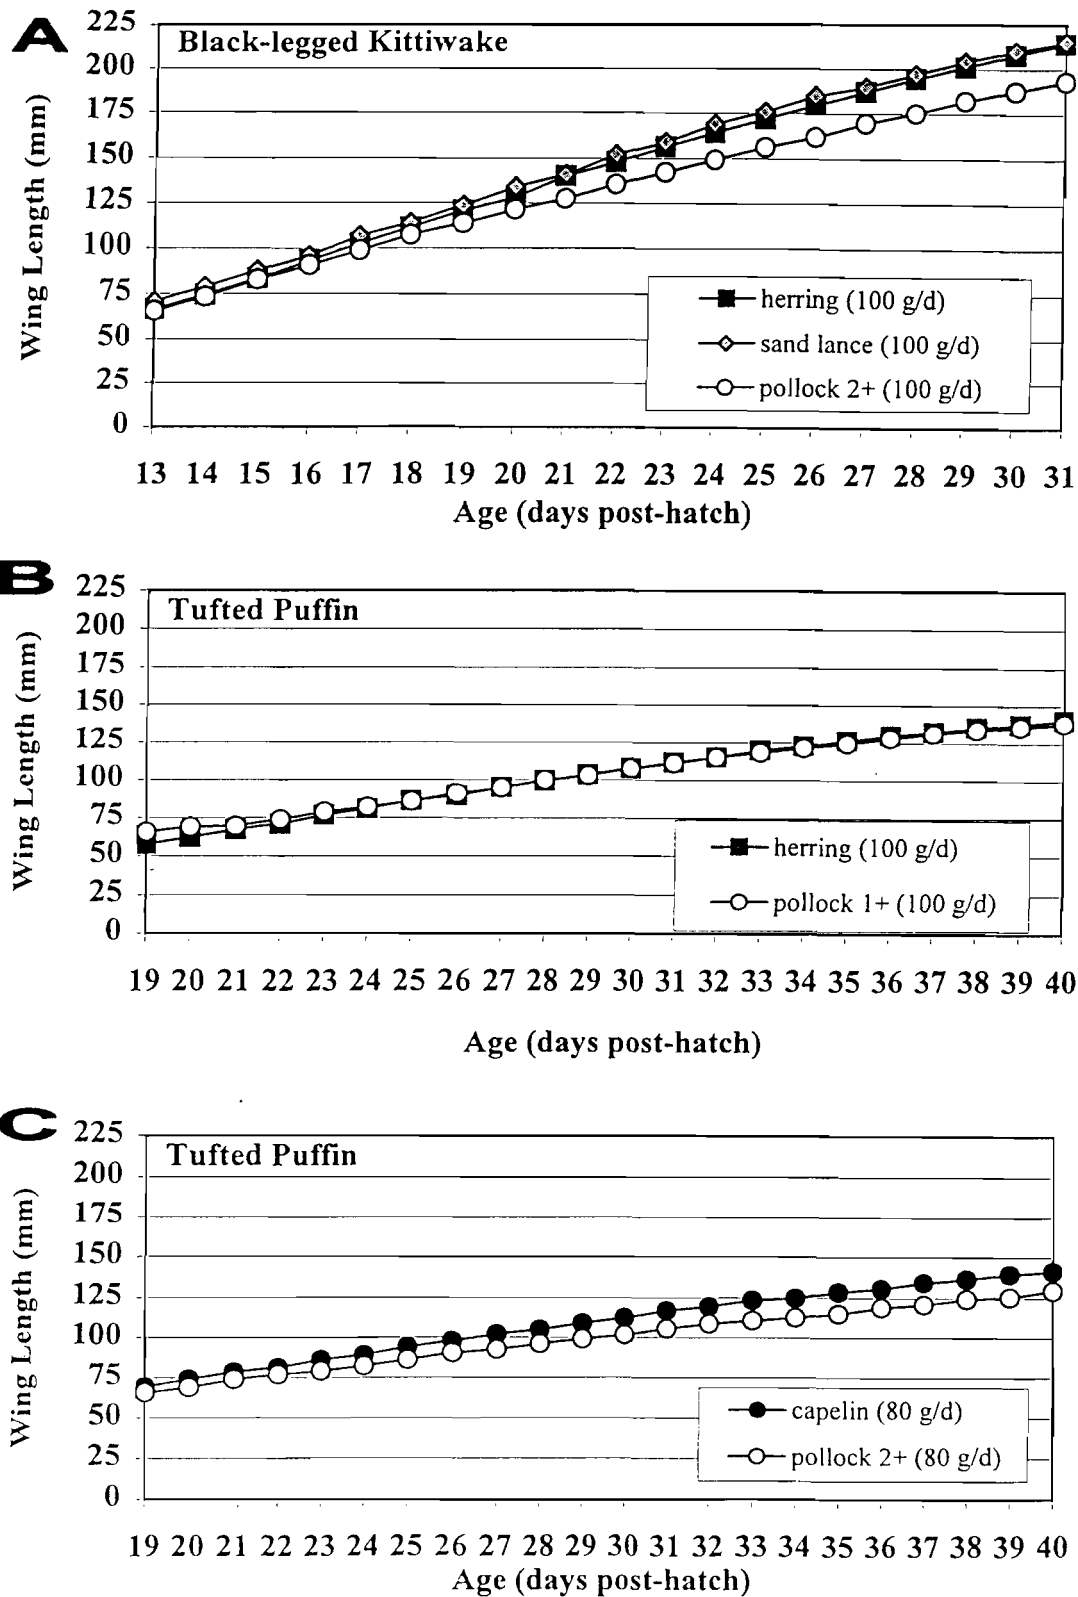 A
Black-legged Kittiwake
Wing Length (mm)
225
200
175
150
125
100
75
50
25
0
herring (100 g/d)
sand lance (100 g/d)
pollock 2+ (100 g/d)
13 14 15 16 17 18 19 20 21 22 23 24 25 26 27 28 29 30 31
Age (days post-hatch)
B
Tufted Puffin
Wing Length (mm)
225
200
175
150
125
100
75
50
25
0
herring (100 g/d)
pollock 1+ (100 g/d)
19 20 21 22 23 24 25 26 27 28 29 30 31 32 33 34 35 36 37 38 39 40
Age (days post-hatch)
C
Tufted Puffin
Wing Length (mm)
225
200
175
150
125
100
75
50
25
0
capelin (80 g/d)
pollock 2+ (80 g/d)
19 20 21 22 23 24 25 26 27 28 29 30 31 32 33 34 35 36 37 38 39 40
Age (days post-hatch)